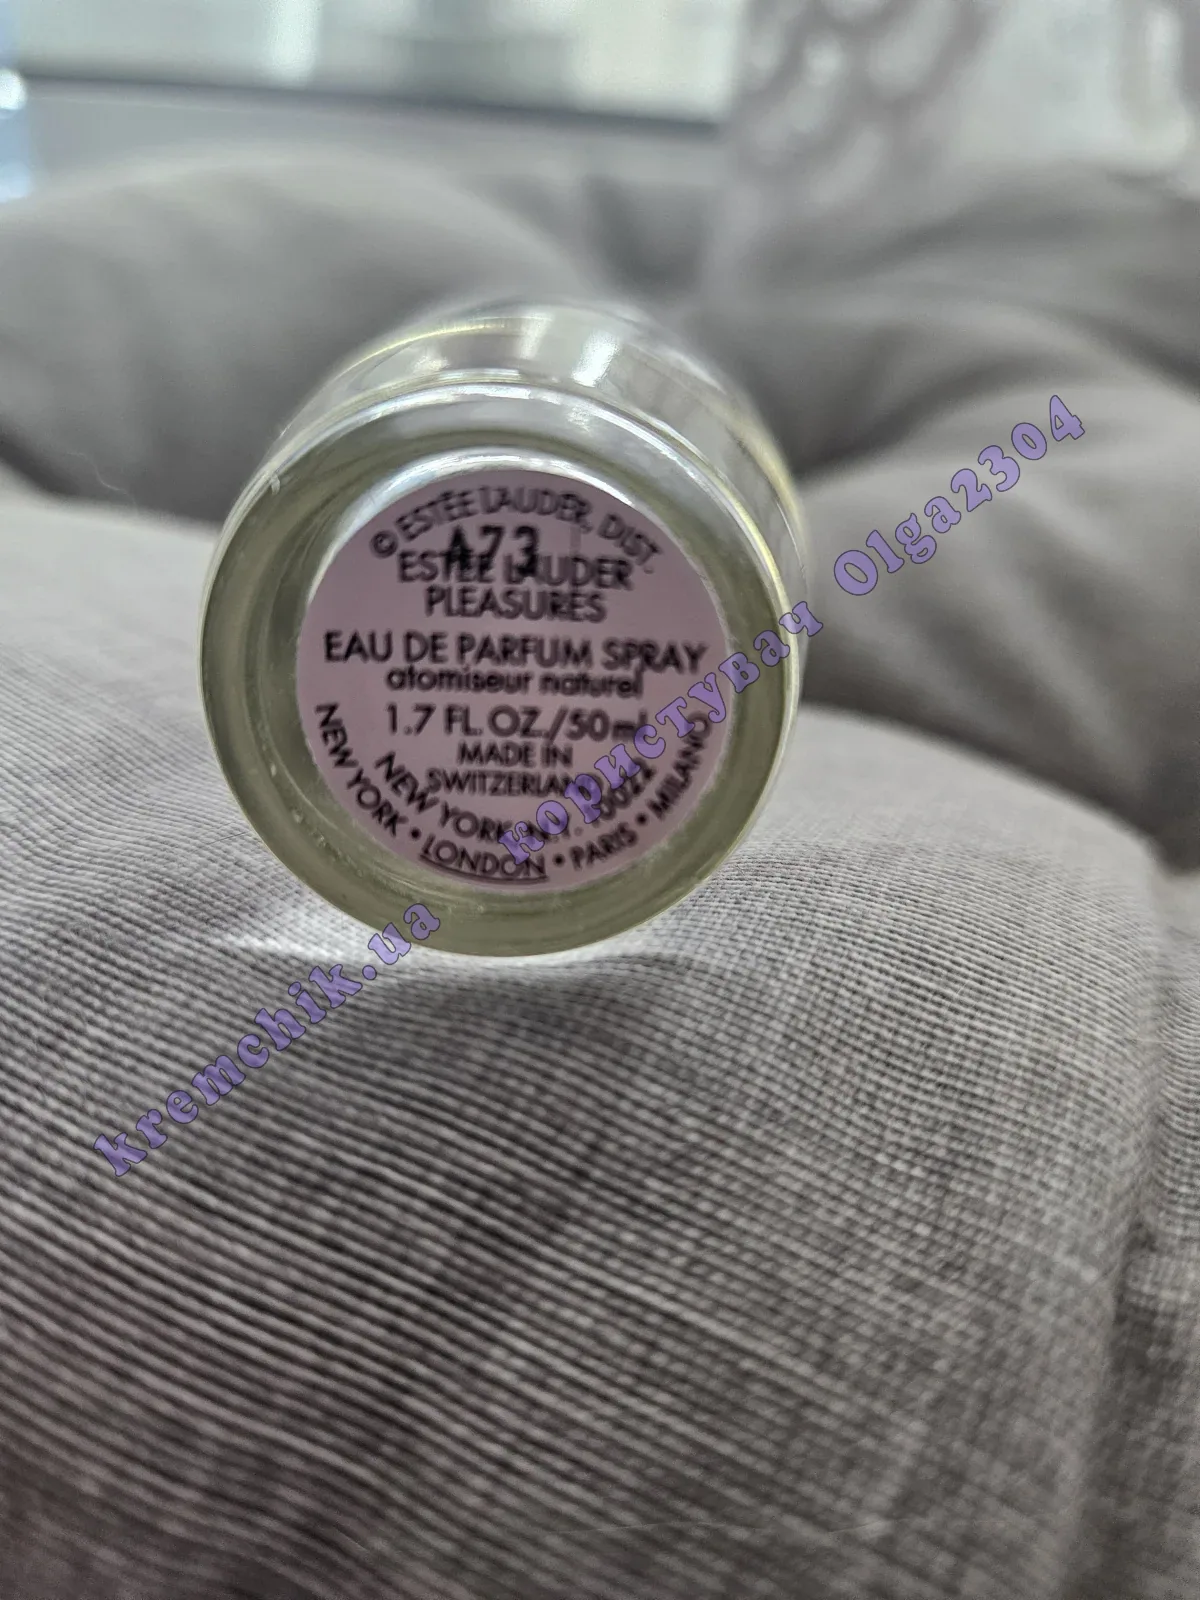 © ESTĒE LAUDER, DIST.
A73
ESTĒE LAUDER
PLEASURES
EAU DE PARFUM SPRAY
atomiseur naturel
1.7 FL. OZ./50ml
MADE IN
SWITZERLAND
NEW YORK, N.Y. 10022
NEW YORK • LONDON • PARIS • MILANO
kremchik.ua користувач Olga2304